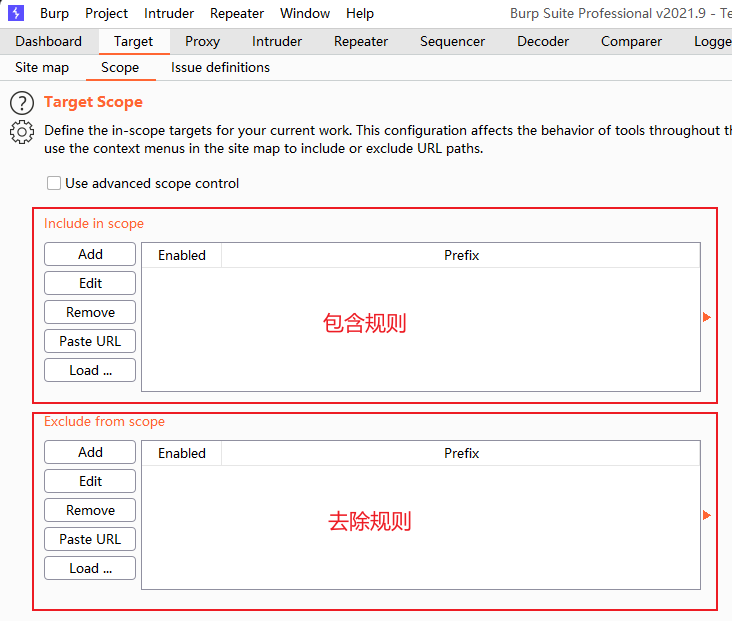 Burp Project Intruder Repeater Window Help Burp Suite Professional v2021.9 - Te
Dashboard Target Proxy Intruder Repeater Sequencer Decoder Comparer Logge
Site map Scope Issue definitions
? Target Scope
Define the in-scope targets for your current work. This configuration affects the behavior of tools throughout th
use the context menus in the site map to include or exclude URL paths.
Use advanced scope control
Include in scope
Add Enabled Prefix
Edit
Remove
包含规则
Paste URL
Load ...
Exclude from scope
Add Enabled Prefix
Edit
Remove
去除规则
Paste URL
Load ...